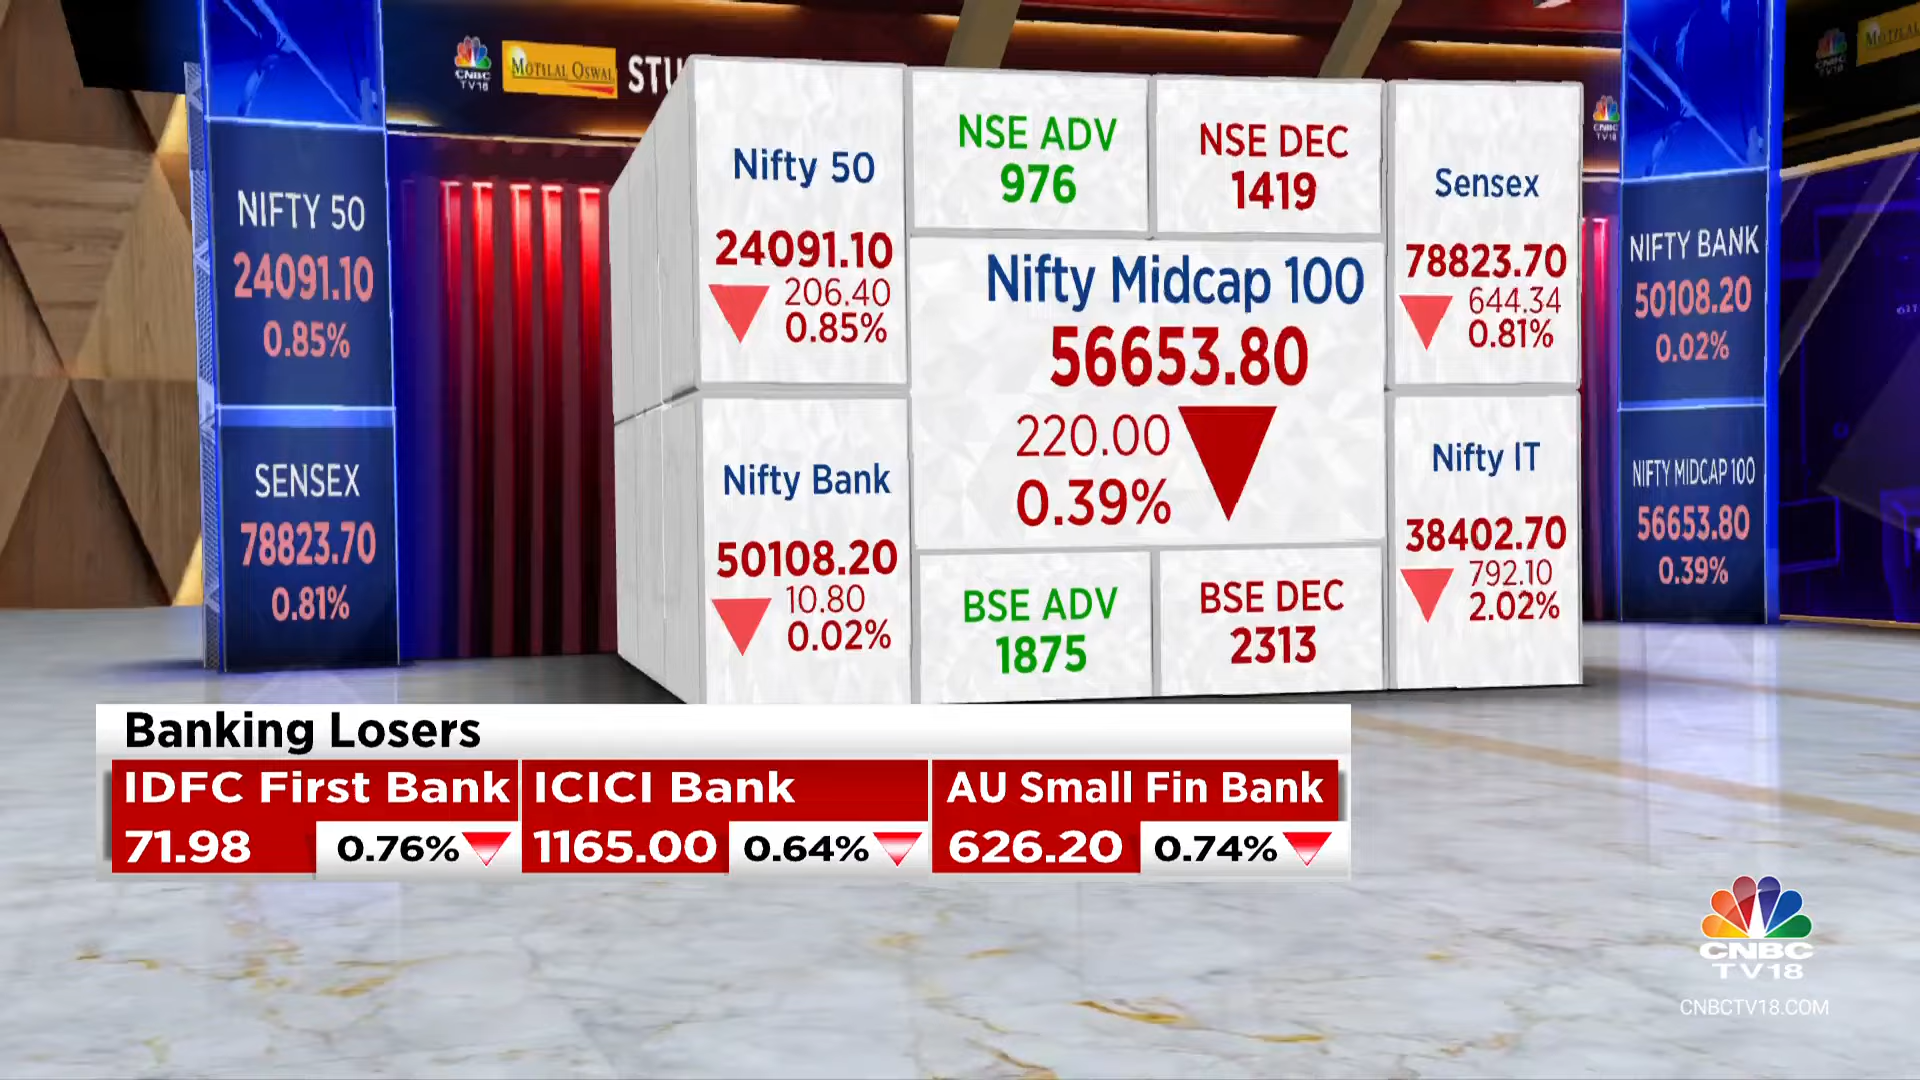 CNBC
TV18
MOTILAL OSWAL
STU
NIFTY 50
24091.10
0.85%
SENSEX
78823.70
0.81%
Nifty 50
24091.10
206.40
0.85%
NSE ADV
976
NSE DEC
1419
Sensex
78823.70
644.34
0.81%
Nifty Midcap 100
56653.80
220.00
0.39%
Nifty Bank
50108.20
10.80
0.02%
BSE ADV
1875
BSE DEC
2313
Nifty IT
38402.70
792.10
2.02%
CNBC
TV18
NIFTY BANK
50108.20
0.02%
NIFTY MIDCAP 100
56653.80
0.39%
Banking Losers
IDFC First Bank
71.98 0.76%
ICICI Bank
1165.00 0.64%
AU Small Fin Bank
626.20 0.74%
CNBC
TV18
CNBCTV18.COM